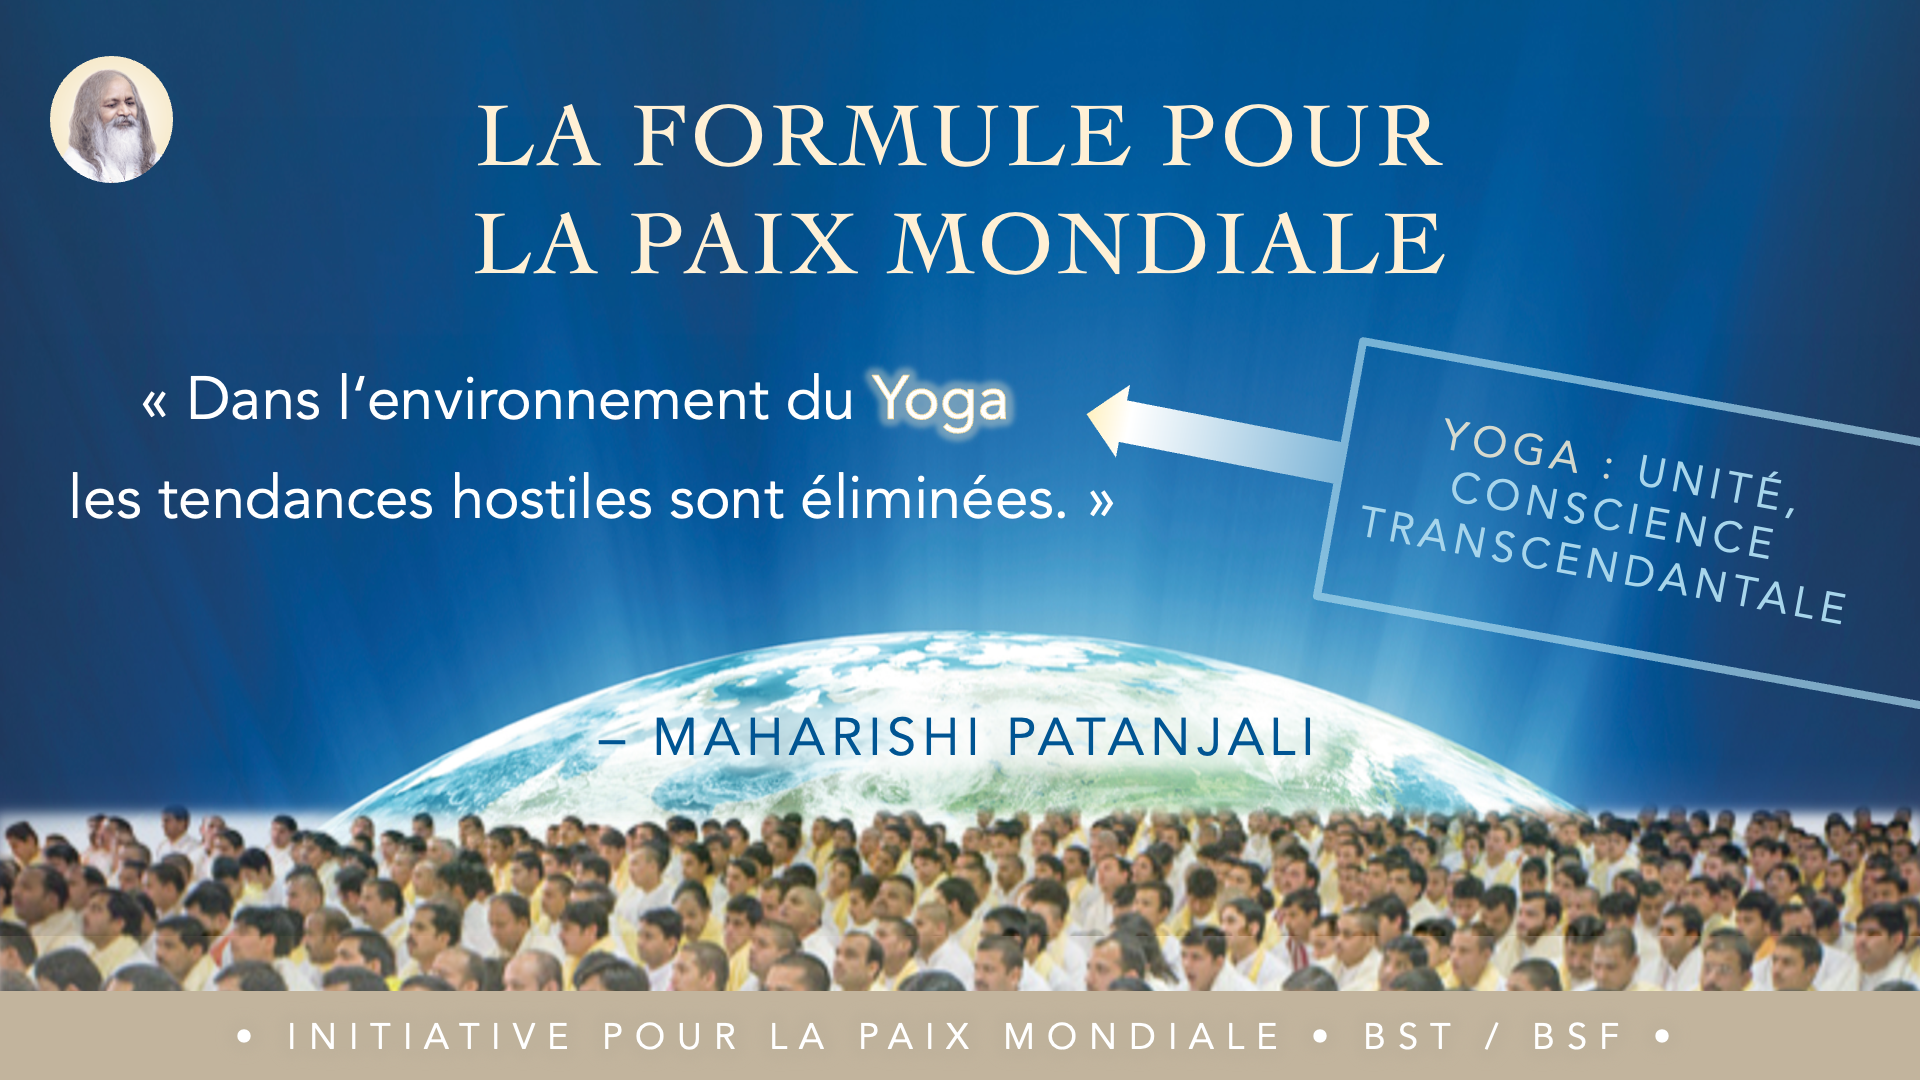 LA FORMULE POUR
LA PAIX MONDIALE
« Dans l‘environnement du Yoga
les tendances hostiles sont éliminées. »
YOGA : UNITÉ,
CONSCIENCE
TRANSCENDANTALE
– MAHARISHI PATANJALI
• INITIATIVE POUR LA PAIX MONDIALE • BST / BSF •